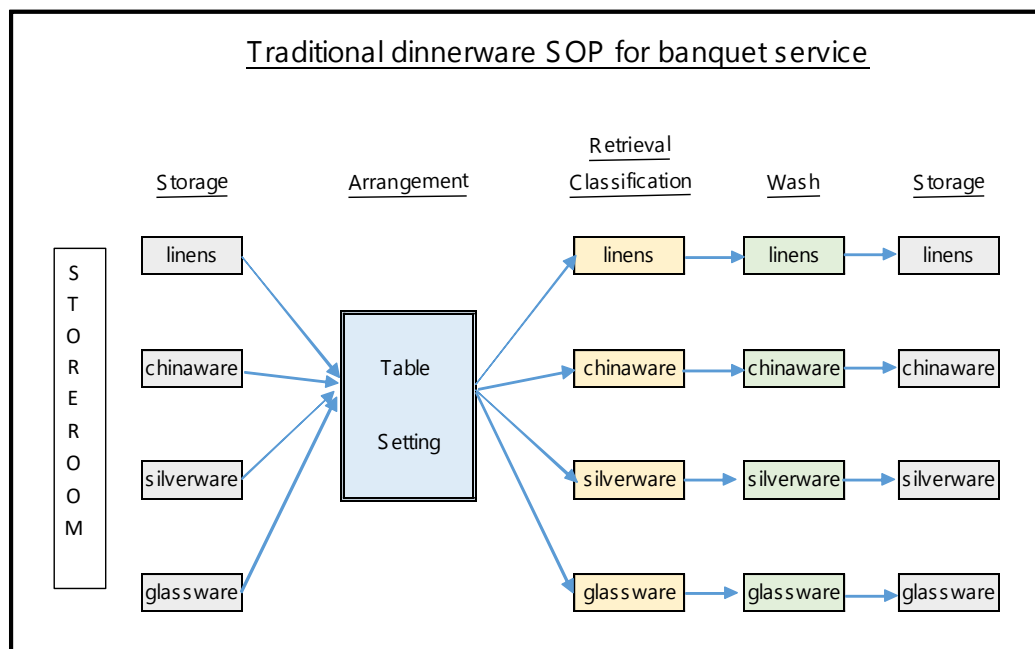 Traditional dinnerware SOP for banquet service
Storage
Arrangement
Retrieval
Classification
Wash
Storage
STOREROOM
linens
linens
linens
linens
chinaware
Table
Setting
chinaware
chinaware
chinaware
silverware
silverware
silverware
silverware
glassware
glassware
glassware
glassware